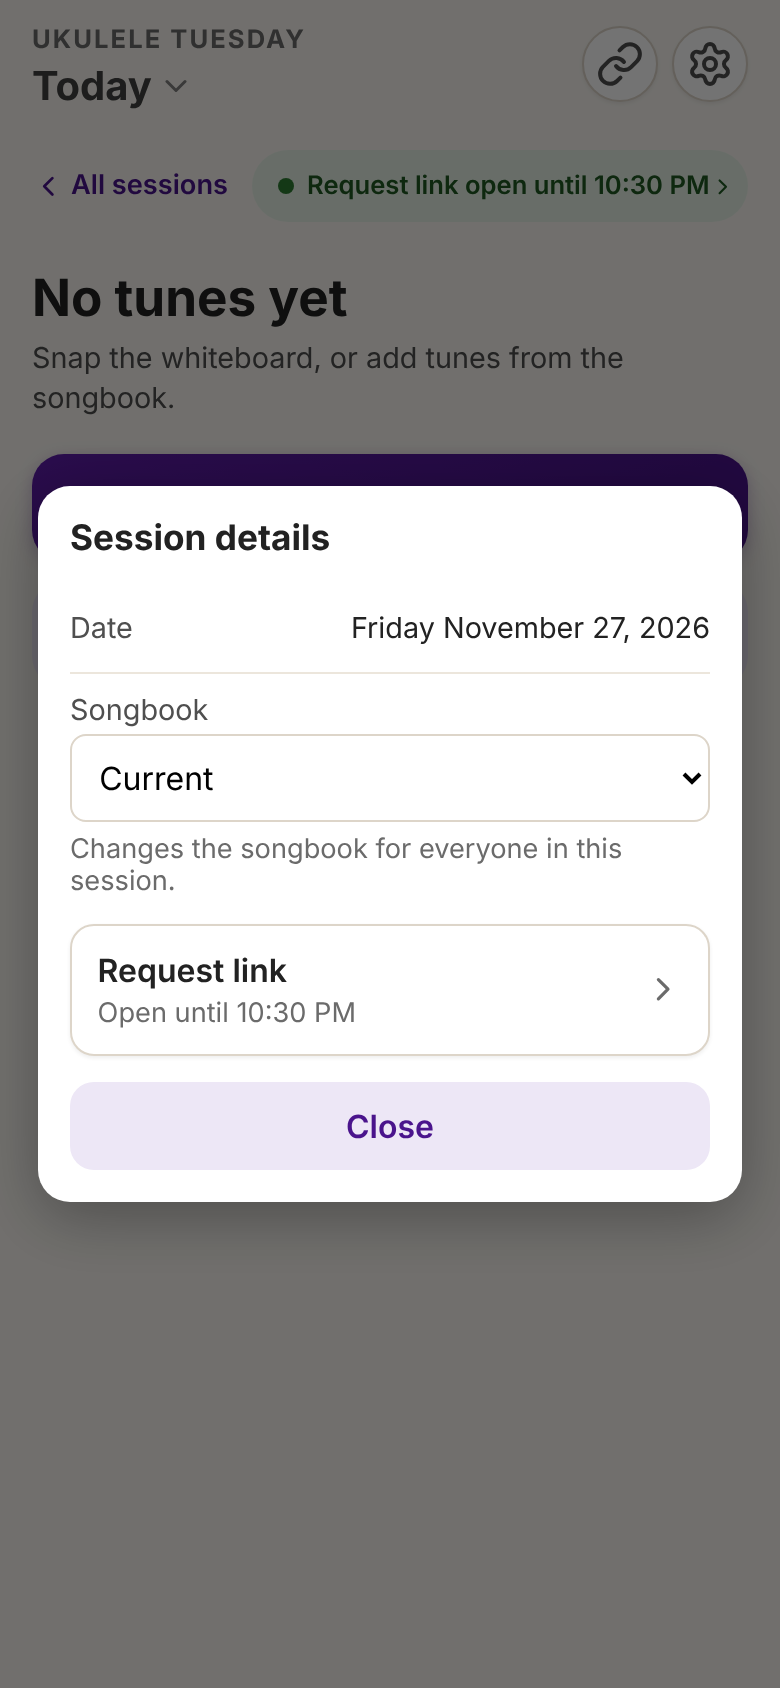 UKULELE TUESDAY
Today
All sessions
Request link open until 10:30 PM
No tunes yet
Snap the whiteboard, or add tunes from the
songbook.
Session details
Date Friday November 27, 2026
Songbook
Current
Changes the songbook for everyone in this
session.
Request link
Open until 10:30 PM
Close